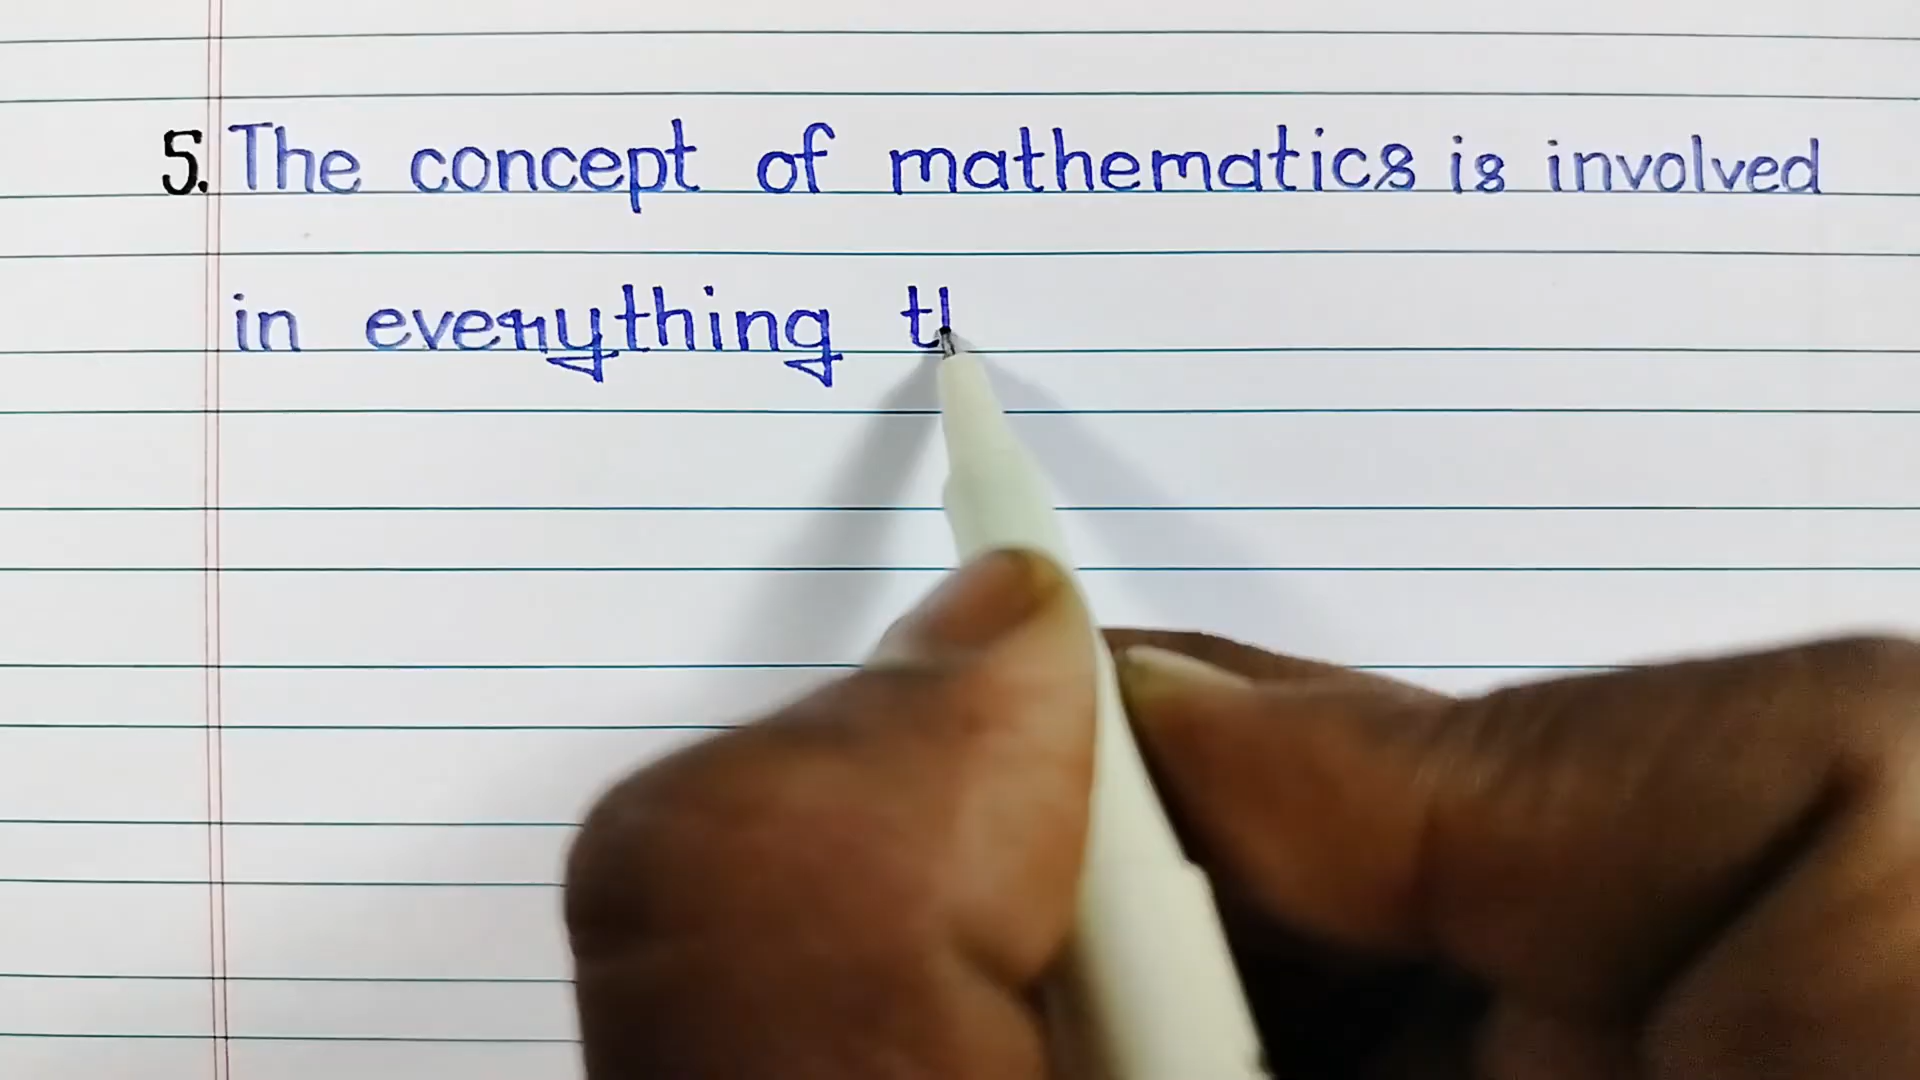 5. The concept of mathematics is involved
in everything